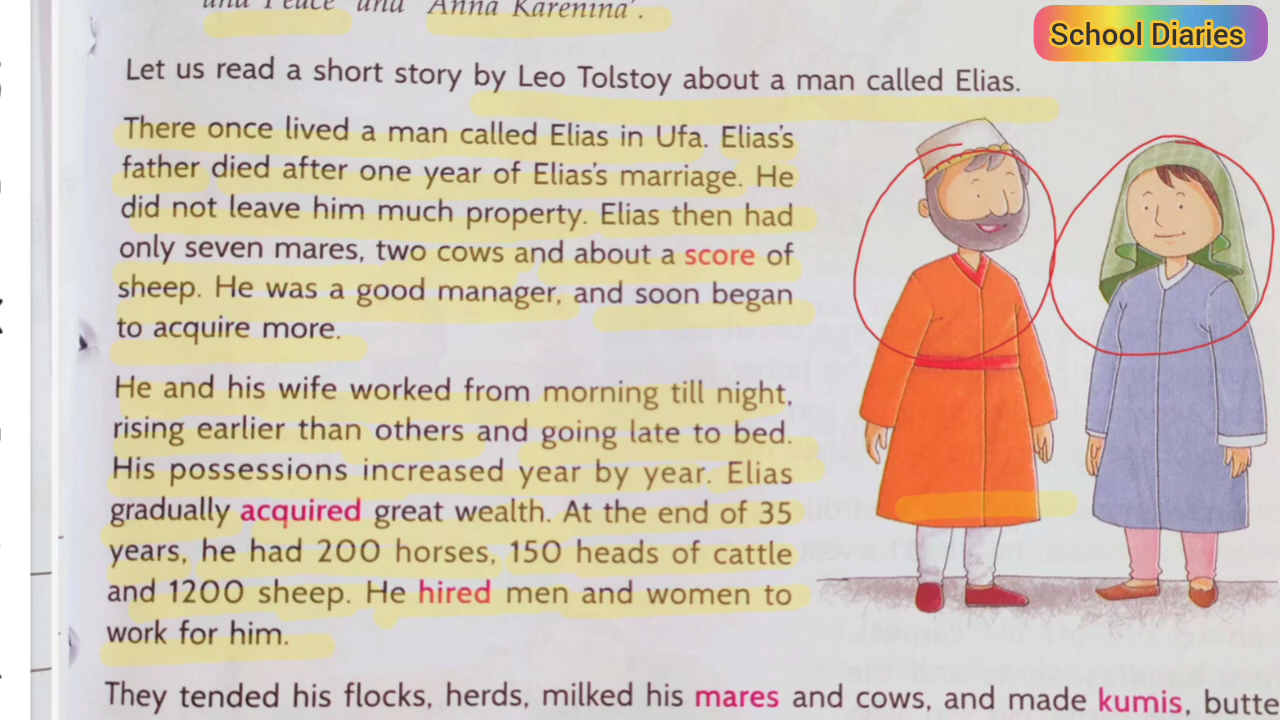 and Peace' and 'Anna Karenina'.
School Diaries
Let us read a short story by Leo Tolstoy about a man called Elias.
There once lived a man called Elias in Ufa. Elias's
father died after one year of Elias's marriage. He
did not leave him much property. Elias then had
only seven mares, two cows and about a score of
sheep. He was a good manager, and soon began
to acquire more.
He and his wife worked from morning till night,
rising earlier than others and going late to bed.
His possessions increased year by year. Elias
gradually acquired great wealth. At the end of 35
years, he had 200 horses, 150 heads of cattle
and 1200 sheep. He hired men and women to
work for him.
They tended his flocks, herds, milked his mares and cows, and made kumis, butte